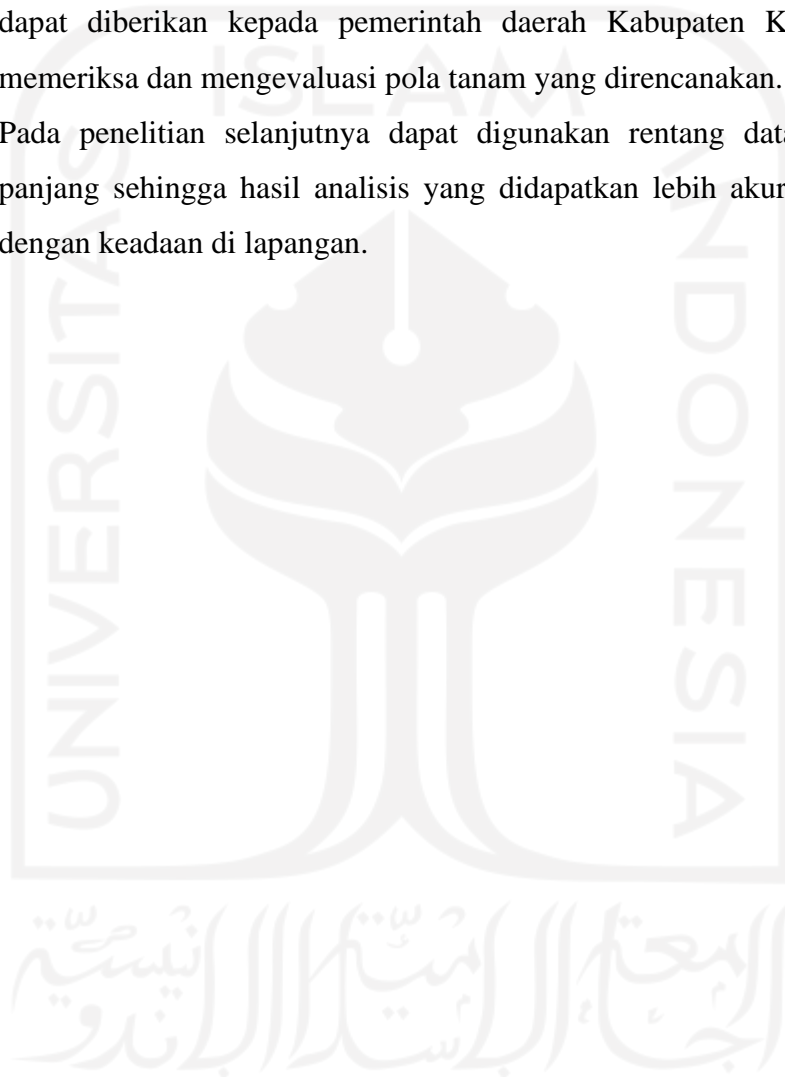 dapat diberikan kepada pemerintah daerah Kabupaten K
memeriksa dan mengevaluasi pola tanam yang direncanakan.
Pada penelitian selanjutnya dapat digunakan rentang data
panjang sehingga hasil analisis yang didapatkan lebih akur
dengan keadaan di lapangan.
ISLAM
UNIVERSITAS
INDONESIA